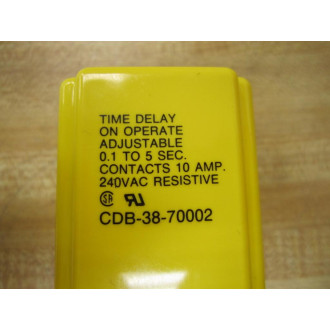 TIME DELAY
ON OPERATE
ADJUSTABLE
0.1 TO 5 SEC.
CONTACTS 10 AMP.
240VAC RESISTIVE
CDB-38-70002